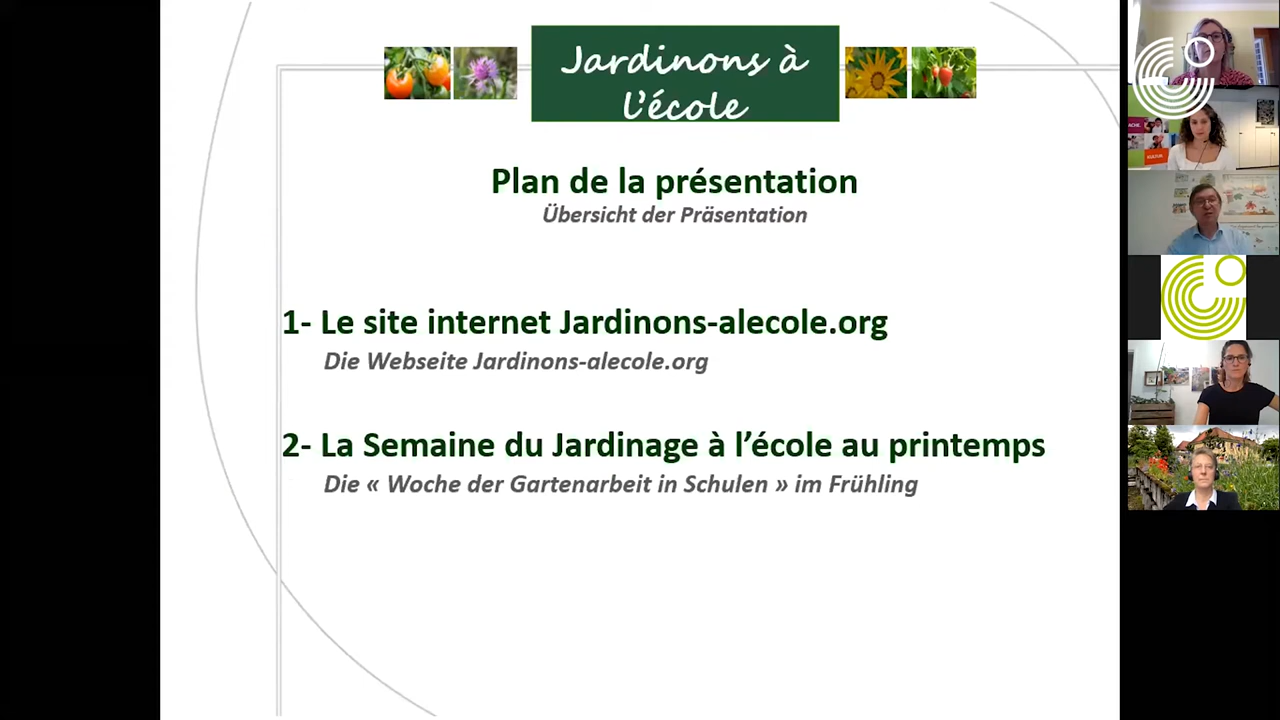 Jardinons à
l'école
Plan de la présentation
Übersicht der Präsentation
1- Le site internet Jardinons-alecole.org
Die Webseite Jardinons-alecole.org
2- La Semaine du Jardinage à l'école au printemps
Die « Woche der Gartenarbeit in Schulen » im Frühling
KULTUR